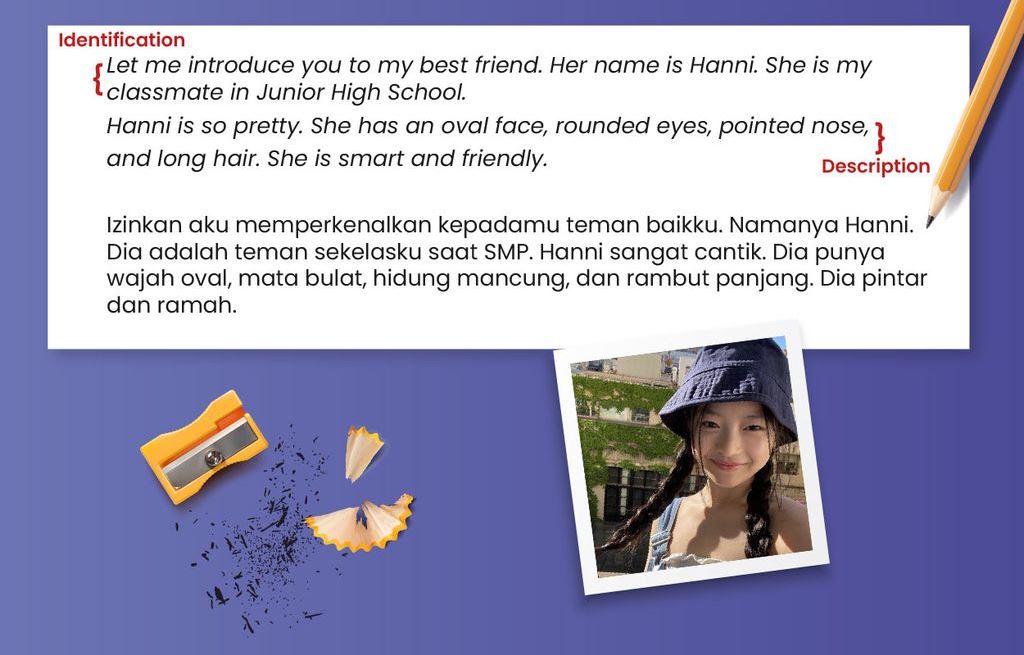 Identification
Let me introduce you to my best friend. Her name is Hanni. She is my
classmate in Junior High School.
Hanni is so pretty. She has an oval face, rounded eyes, pointed nose,
and long hair. She is smart and friendly.
Description
Izinkan aku memperkenalkan kepadamu teman baikku. Namanya Hanni.
Dia adalah teman sekelasku saat SMP. Hanni sangat cantik. Dia punya
wajah oval, mata bulat, hidung mancung, dan rambut panjang. Dia pintar
dan ramah.